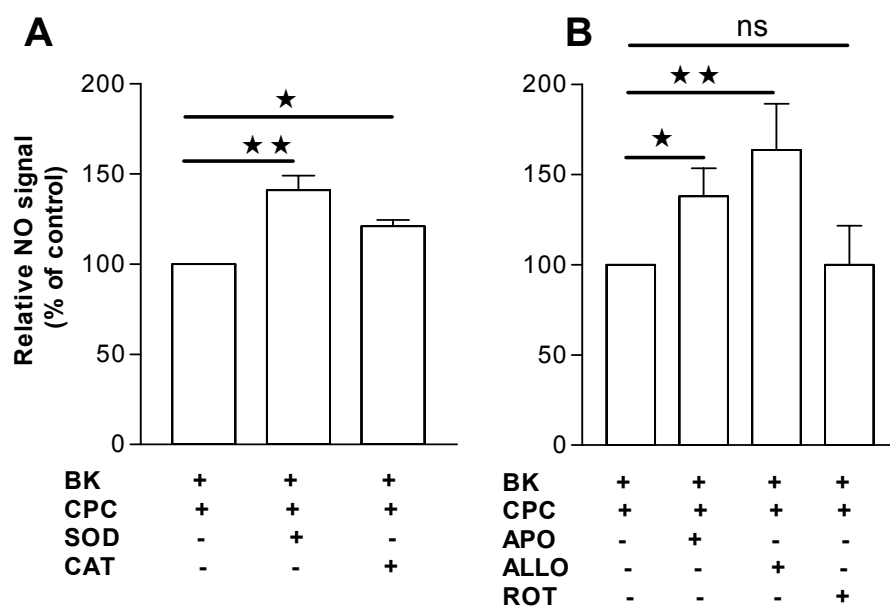 A
Relative NO signal
(% of control)
200
150
100
50
0
★
★ ★
BK + + +
CPC + + +
SOD - + -
CAT - - +
B
ns
200
150
100
50
0
★ ★
★
BK + + + +
CPC + + + +
APO - + - -
ALLO - - + -
ROT - - - +